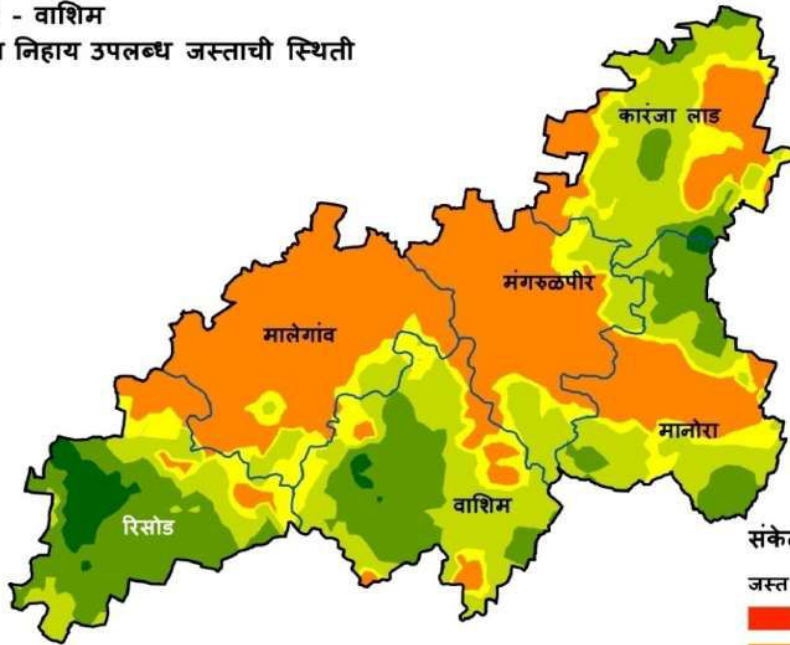 - वाशिम
निहाय उपलब्ध जस्ताची स्थिती
कारंजा लाड
मंगरुळपीर
मालेगांव
मानोरा
वाशिम
रिसोड
जस्त